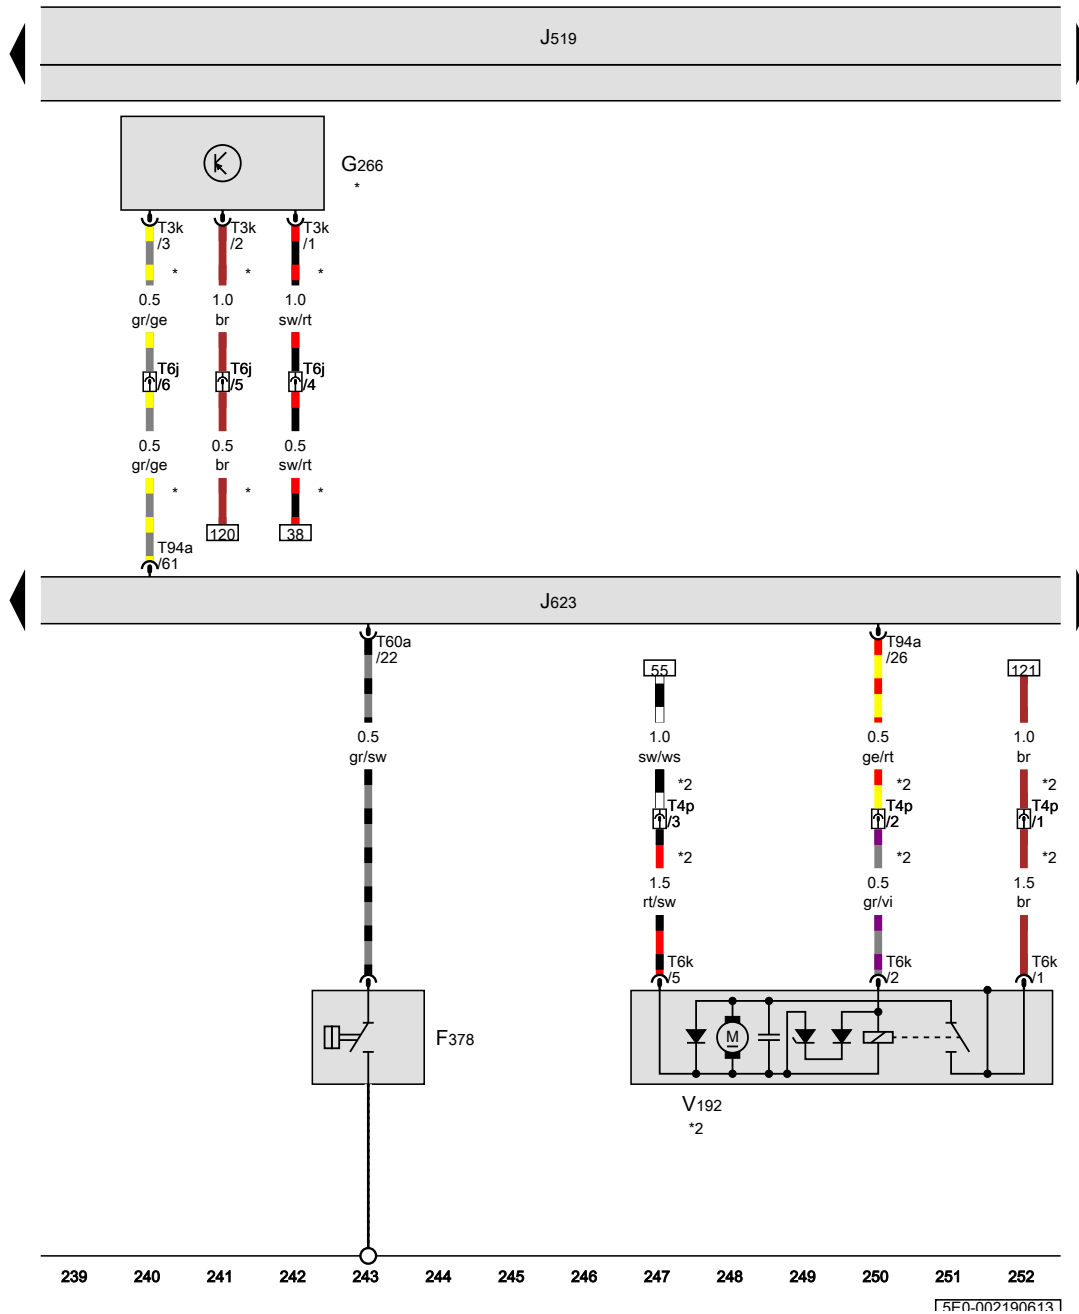 J519
G266
*
T3k T3k T3k
/3 /2 /1
* * *
0.5 1.0 1.0
gr/ge br sw/rt
T6j T6j T6j
/6 /5 /4
0.5 0.5 0.5
gr/ge br sw/rt
* * *
120 38
T94a
/61
J623
T60a T94a
/22 /26
55 121
0.5 1.0 0.5 1.0
gr/sw sw/ws ge/rt br
*2 *2 *2
T4p T4p T4p
/3 /2 /1
*2 *2 *2
1.5 0.5 1.5
rt/sw gr/vi br
T6k T6k T6k
/5 /2 /1
F378
M
V192
*2
239 240 241 242 243 244 245 246 247 248 249 250 251 252
5E0-002190613